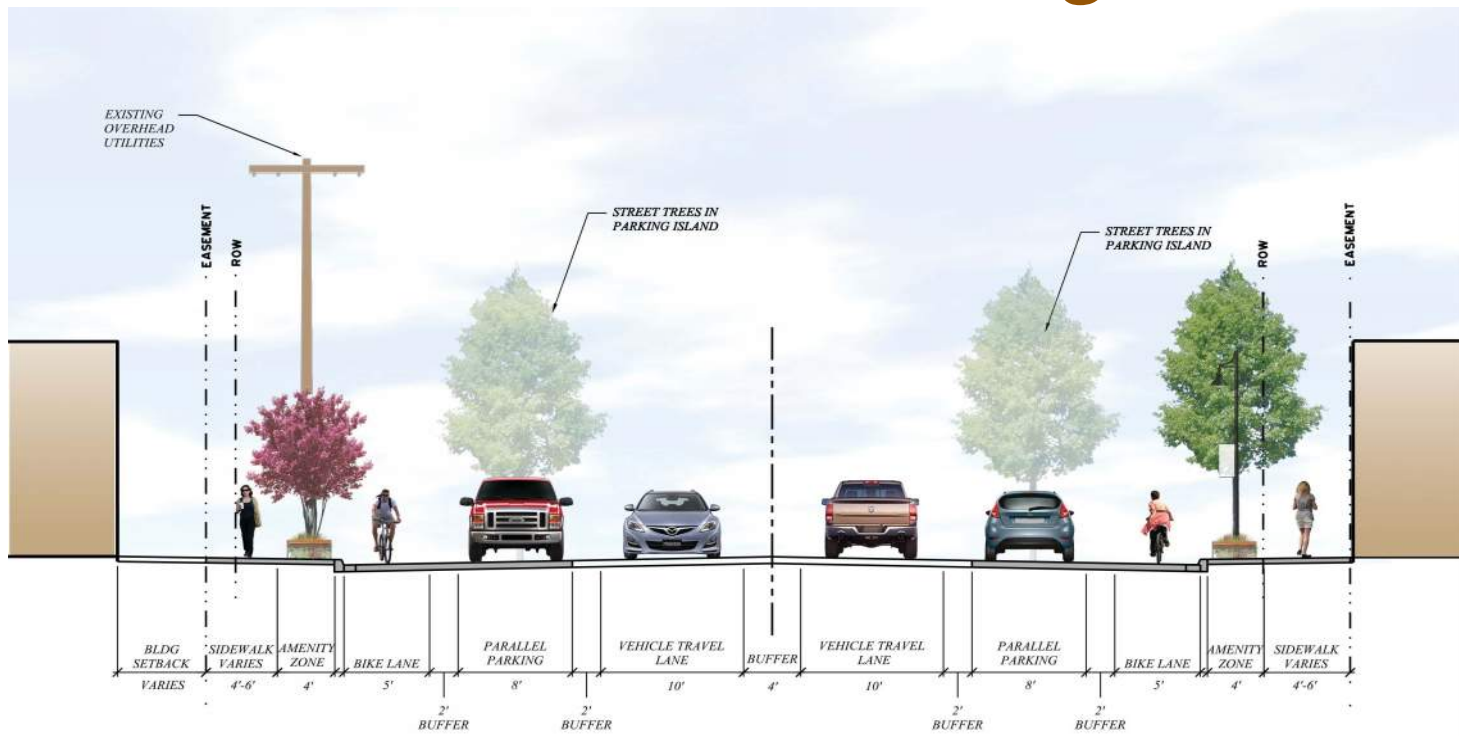 EXISTING
OVERHEAD
UTILITIES
EASEMENT
ROW
STREET TREES IN
PARKING ISLAND
STREET TREES IN
PARKING ISLAND
ROW
EASEMENT
BLDG
SETBACK
VARIES
SIDEWALK
VARIES
4'-6'
AMENITY
ZONE
4'
BIKE LANE
5'
2'
BUFFER
PARALLEL
PARKING
8'
2'
BUFFER
VEHICLE TRAVEL
LANE
10'
BUFFER
4'
VEHICLE TRAVEL
LANE
10'
2'
BUFFER
PARALLEL
PARKING
8'
2'
BUFFER
BIKE LANE
5'
AMENITY
ZONE
4'
SIDEWALK
VARIES
4'-6'